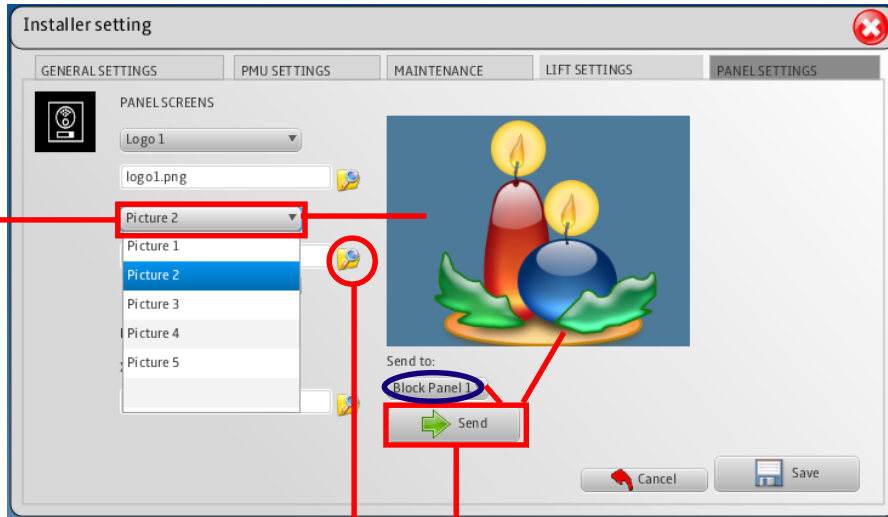 Installer setting
GENERAL SETTINGS
PMU SETTINGS
MAINTENANCE
LIFT SETTINGS
PANEL SETTINGS
PANEL SCREENS
Logo 1
logo1.png
Picture 2
Picture 1
Picture 2
Picture 3
Picture 4
Picture 5
Send to:
Block Panel 1
Send
Cancel
Save